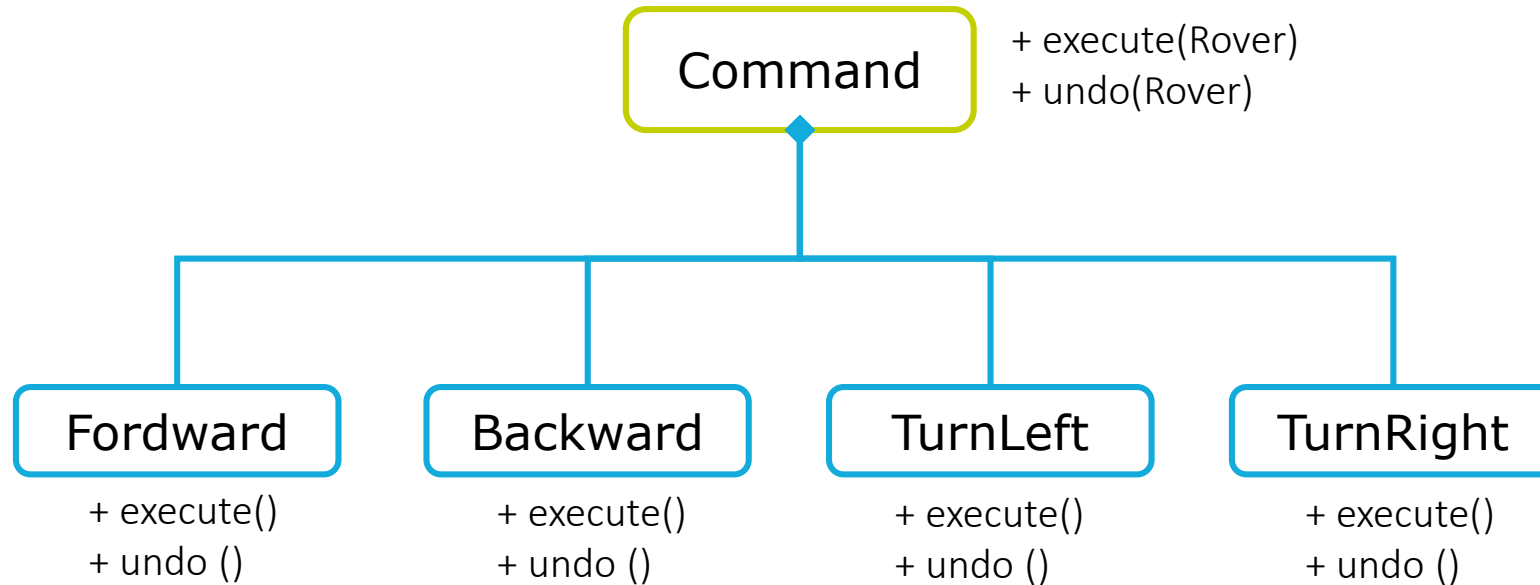 Command
+ execute(Rover)
+ undo(Rover)
Fordward
+ execute()
+ undo ()
Backward
+ execute()
+ undo ()
TurnLeft
+ execute()
+ undo ()
TurnRight
+ execute()
+ undo ()